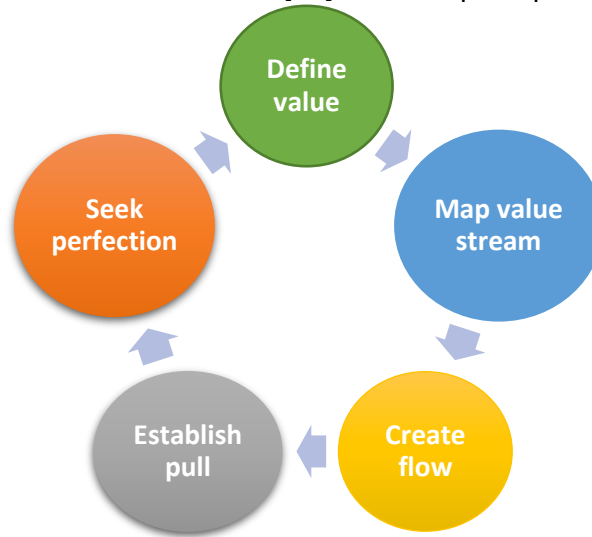 Define
value
Map value
stream
Create
flow
Establish
pull
Seek
perfection